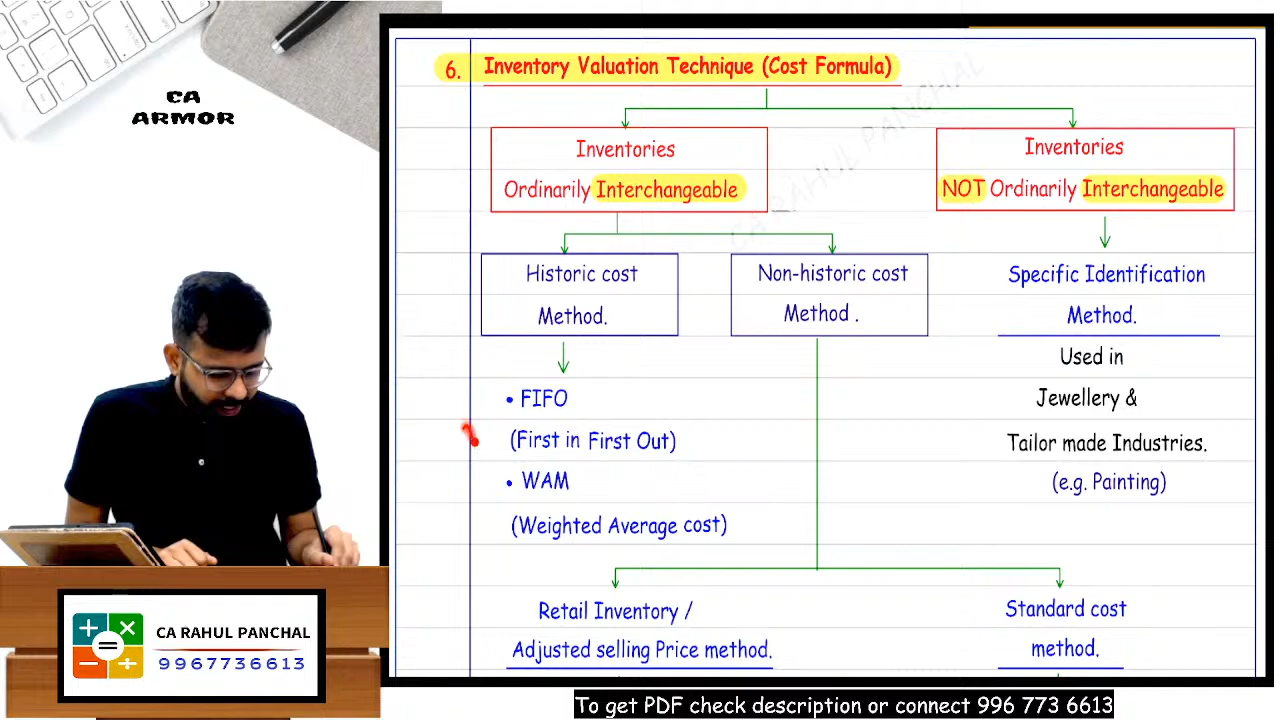 CA
ARMOR
6. Inventory Valuation Technique (Cost Formula)
Inventories
Ordinarily Interchangeable
Inventories
NOT Ordinarily Interchangeable
Historic cost
Method.
Non-historic cost
Method .
Specific Identification
Method.
Used in
Jewellery &
Tailor made Industries.
(e.g. Painting)
• FIFO
(First in First Out)
• WAM
(Weighted Average cost)
Retail Inventory /
Adjusted selling Price method.
Standard cost
method.
CA RAHUL PANCHAL
CA RAHUL PANCHAL
9967736613
To get PDF check description or connect 996 773 6613